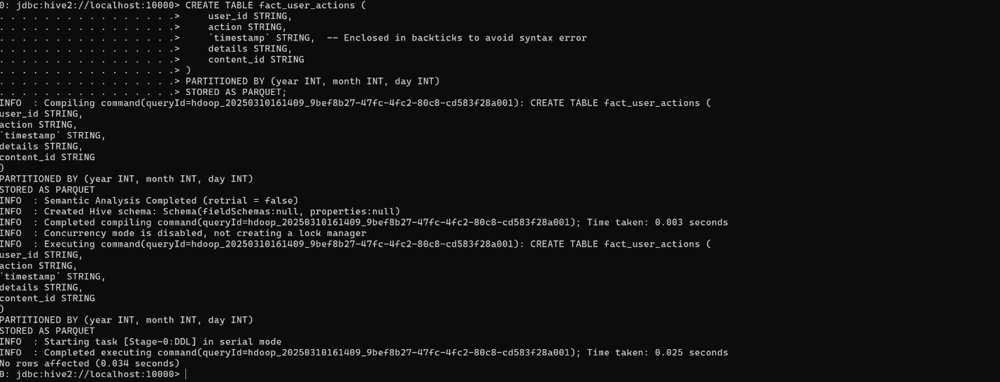 0: jdbc:hive2://localhost:10000> CREATE TABLE fact_user_actions (
. . . . . . . . . . . . . . . .>     user_id STRING,
. . . . . . . . . . . . . . . .>     action STRING,
. . . . . . . . . . . . . . . .>     `timestamp` STRING,  -- Enclosed in backticks to avoid syntax error
. . . . . . . . . . . . . . . .>     details STRING,
. . . . . . . . . . . . . . . .>     content_id STRING
. . . . . . . . . . . . . . . .> )
. . . . . . . . . . . . . . . .> PARTITIONED BY (year INT, month INT, day INT)
. . . . . . . . . . . . . . . .> STORED AS PARQUET;
INFO  : Compiling command(queryId=hdoop_20250310161409_9bef8b27-47fc-4fc2-80c8-cd583f28a001): CREATE TABLE fact_user_actions (
user_id STRING,
action STRING,
`timestamp` STRING,
details STRING,
content_id STRING
)
PARTITIONED BY (year INT, month INT, day INT)
STORED AS PARQUET
INFO  : Semantic Analysis Completed (retrial = false)
INFO  : Created Hive schema: Schema(fieldSchemas:null, properties:null)
INFO  : Completed compiling command(queryId=hdoop_20250310161409_9bef8b27-47fc-4fc2-80c8-cd583f28a001); Time taken: 0.003 seconds
INFO  : Concurrency mode is disabled, not creating a lock manager
INFO  : Executing command(queryId=hdoop_20250310161409_9bef8b27-47fc-4fc2-80c8-cd583f28a001): CREATE TABLE fact_user_actions (
user_id STRING,
action STRING,
`timestamp` STRING,
details STRING,
content_id STRING
)
PARTITIONED BY (year INT, month INT, day INT)
STORED AS PARQUET
INFO  : Starting task [Stage-0:DDL] in serial mode
INFO  : Completed executing command(queryId=hdoop_20250310161409_9bef8b27-47fc-4fc2-80c8-cd583f28a001); Time taken: 0.025 seconds
No rows affected (0.034 seconds)
0: jdbc:hive2://localhost:10000>